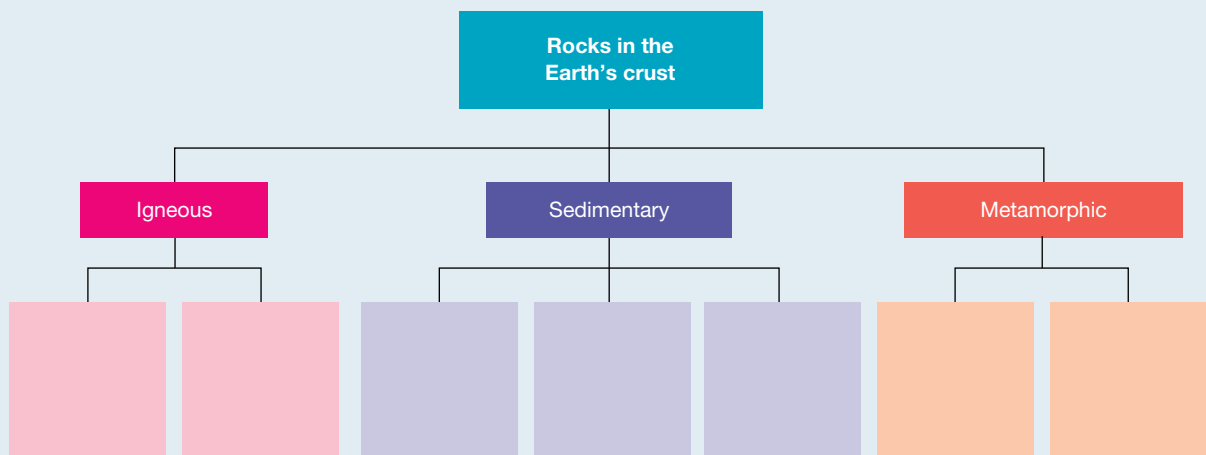 Rocks in the
Earth’s crust
Igneous
Sedimentary
Metamorphic